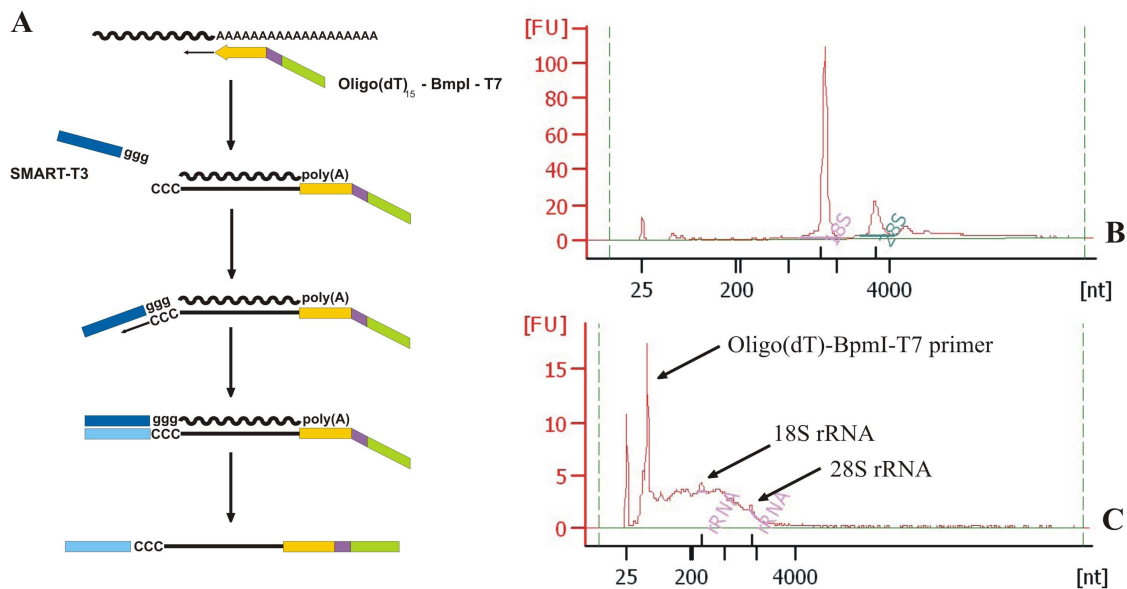 A
AAAAAAAAAAAAAAAAAAA
Oligo(dT)15 - BmpI - T7
ggg
SMART-T3
CCC
poly(A)
ggg
CCC
poly(A)
ggg
CCC
poly(A)
CCC
[FU]
100
80
60
40
20
0
18S
28S
B
25
200
4000
[nt]
[FU]
15
10
5
0
Oligo(dT)-BpmI-T7 primer
18S rRNA
28S rRNA
rRNA
rRNA
C
25
200
4000
[nt]